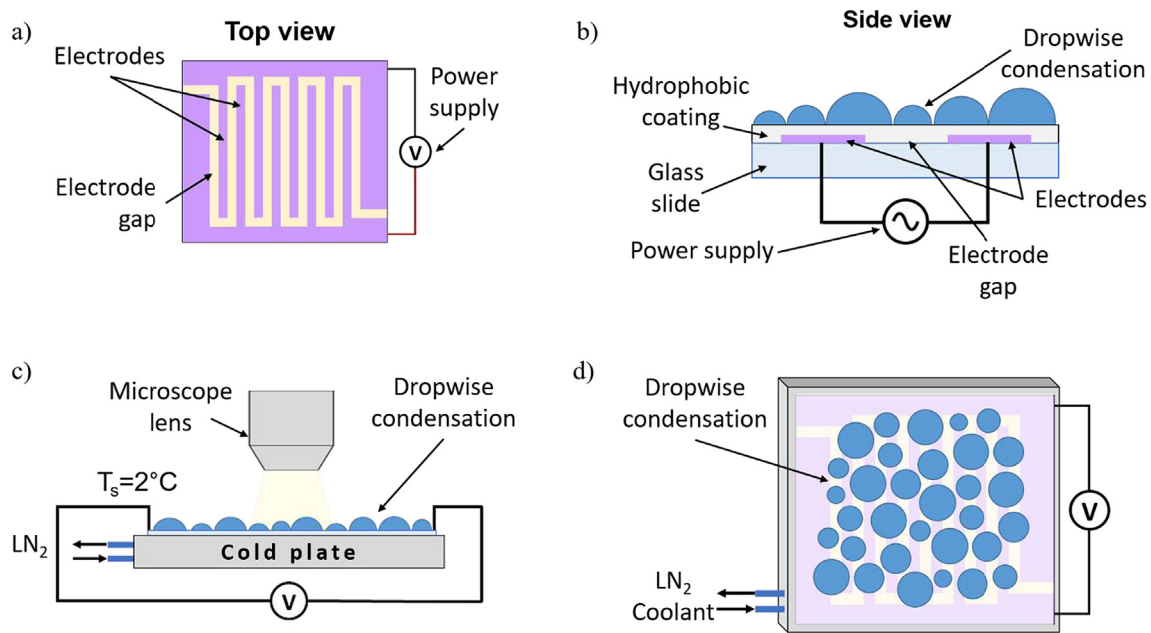 a)
Top view
Electrodes
Power
supply
V
Electrode
gap
b)
Side view
Dropwise
condensation
Hydrophobic
coating
Glass
slide
Electrodes
Power supply
Electrode
gap
c)
Microscope
lens
Dropwise
condensation
Ts=2°C
LN2
Cold plate
V
d)
Dropwise
condensation
V
LN2
Coolant